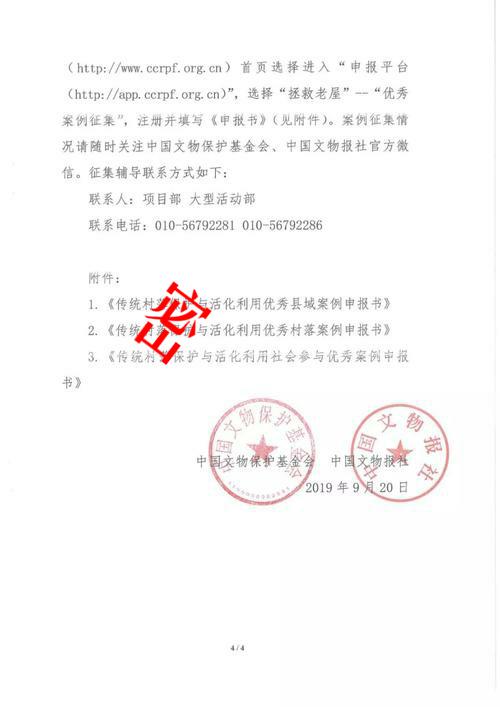 （http://www.ccrpf.org.cn）首页选择进入“申报平台
（http://app.ccrpf.org.cn）”，选择“拯救老屋”--“优秀
案例征集”，注册并填写《申报书》（见附件）。案例征集情
况请随时关注中国文物保护基金会、中国文物报社官方微
信。征集辅导联系方式如下：
联系人：项目部 大型活动部
联系电话：010-56792281 010-56792286
附件：
1.《传统村落保护与活化利用优秀县域案例申报书》
2.《传统村落保护与活化利用优秀村落案例申报书》
3.《传统村落保护与活化利用社会参与优秀案例申报
书》
密
中国文物保护基金会
中国文物报社
中国文物保护基金会 中国文物报社
2019 年 9 月 20 日
4 / 4